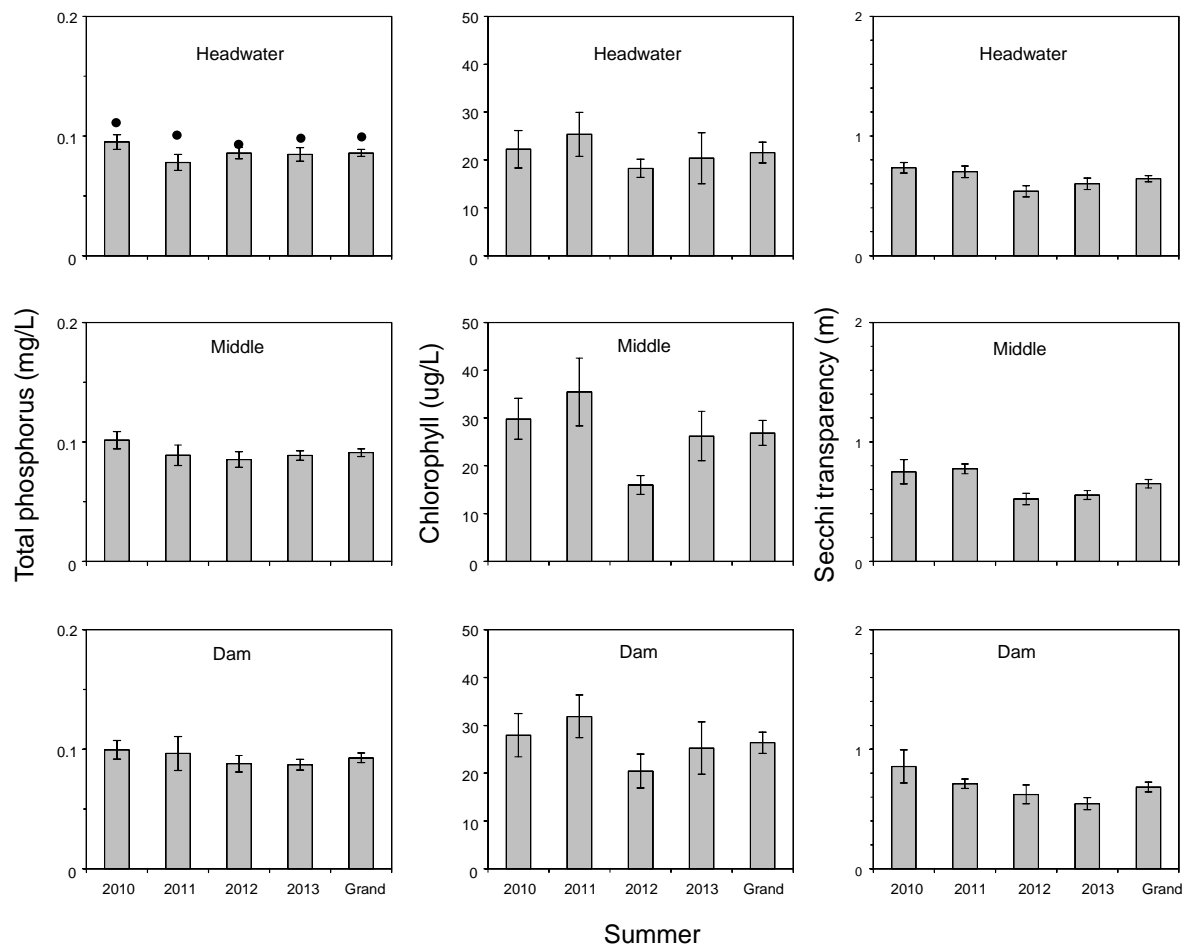 0.2
0.1
0
Headwater
50
40
30
20
10
0
Headwater
2
1
0
Headwater
Total phosphorus (mg/L)
0.2
0.1
0
Middle
Chlorophyll (ug/L)
50
40
30
20
10
0
Middle
Secchi transparency (m)
2
1
0
Middle
0.2
0.1
0
Dam
2010 2011 2012 2013 Grand
50
40
30
20
10
0
Dam
2010 2011 2012 2013 Grand
2
1
0
Dam
2010 2011 2012 2013 Grand
Summer